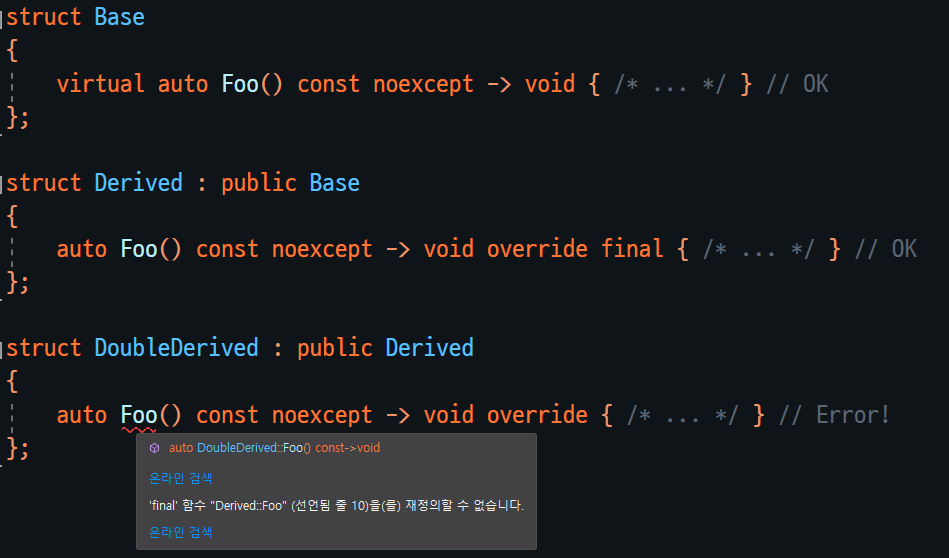 struct Base
{
    virtual auto Foo() const noexcept -> void { /* ... */ } // OK
};
struct Derived : public Base
{
    auto Foo() const noexcept -> void override final { /* ... */ } // OK
};
struct DoubleDerived : public Derived
{
    auto Foo() const noexcept -> void override { /* ... */ } // Error!
};
auto DoubleDerived::Foo() const->void
온라인 검색
'final' 함수 "Derived::Foo" (선언됨 줄 10)을(를) 재정의할 수 없습니다.
온라인 검색